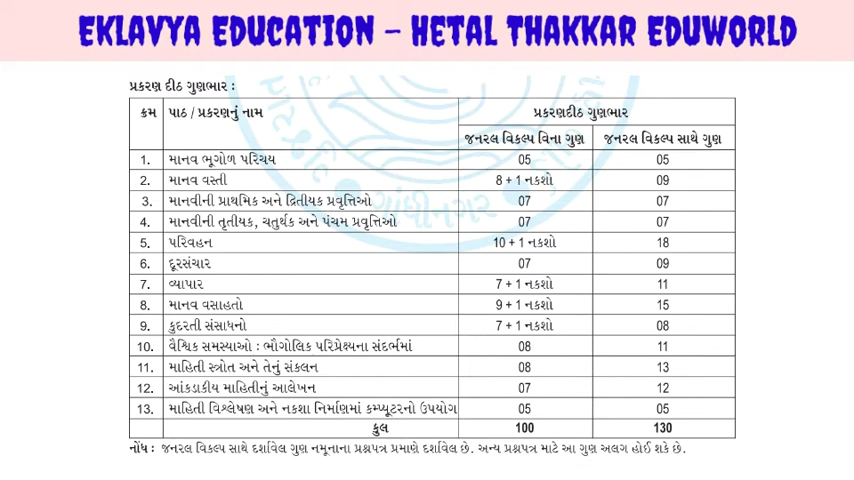 EKLAVYA EDUCATION - HETAL THAKKAR EDUWORLD
પ્રકરણ દીઠ ગુણભાર :
ક્રમ પાઠ / પ્રકરણનું નામ પ્રકરણદીઠ ગુણભાર
જનરલ વિકલ્પ વિના ગુણ જનરલ વિકલ્પ સાથે ગુણ
1. માનવ ભૂગોળ પરિચય 05 05
2. માનવ વસ્તી 8 + 1 નકશો 09
3. માનવીની પ્રાથમિક અને દ્વિતીયક પ્રવૃત્તિઓ 07 07
4. માનવીની તૃતીયક, ચતુર્થક અને પંચમ પ્રવૃત્તિઓ 07 07
5. પરિવહન 10 + 1 નકશો 18
6. દૂરસંચાર 07 09
7. વ્યાપાર 7 + 1 નકશો 11
8. માનવ વસાહતો 9 + 1 નકશો 15
9. કુદરતી સંસાધનો 7 + 1 નકશો 08
10. વૈશ્વિક સમસ્યાઓ : ભૌગોલિક પરિપ્રેક્ષ્યના સંદર્ભમાં 08 11
11. માહિતી સ્ત્રોત અને તેનું સંકલન 08 13
12. આંકડાકીય માહિતીનું આલેખન 07 12
13. માહિતી વિશ્લેષણ અને નકશા નિર્માણમાં કમ્પ્યૂટરનો ઉપયોગ 05 05
કુલ 100 130
નોંધ : જનરલ વિકલ્પ સાથે દર્શાવેલ ગુણ નમૂનાના પ્રશ્નપત્ર પ્રમાણે દર્શાવેલ છે. અન્ય પ્રશ્નપત્ર માટે આ ગુણ અલગ હોઈ શકે છે.
ગાંધીનગર